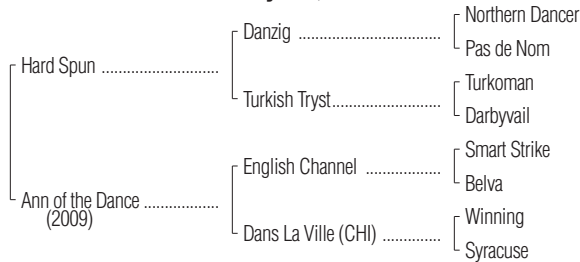 Hard Spun ..............................
Ann of the Dance ...................
(2009)
Danzig ....................................
Turkish Tryst...........................
English Channel ...................
Dans La Ville (CHI) ..............
Northern Dancer
Pas de Nom
Turkoman
Darbyvail
Smart Strike
Belva
Winning
Syracuse